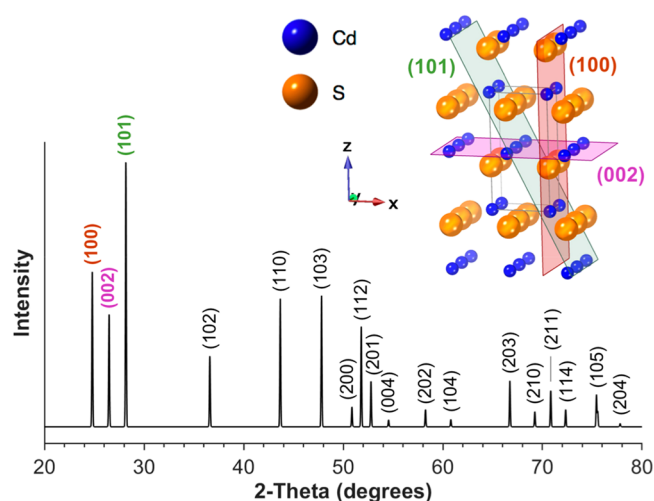 Cd
S
(101)
(100)
(002)
z
y
x
Intensity
(100)
(002)
(101)
(102)
(110)
(103)
(200)
(112)
(201)
(004)
(202)
(104)
(203)
(210)
(211)
(114)
(105)
(204)
20 30 40 50 60 70 80
2-Theta (degrees)